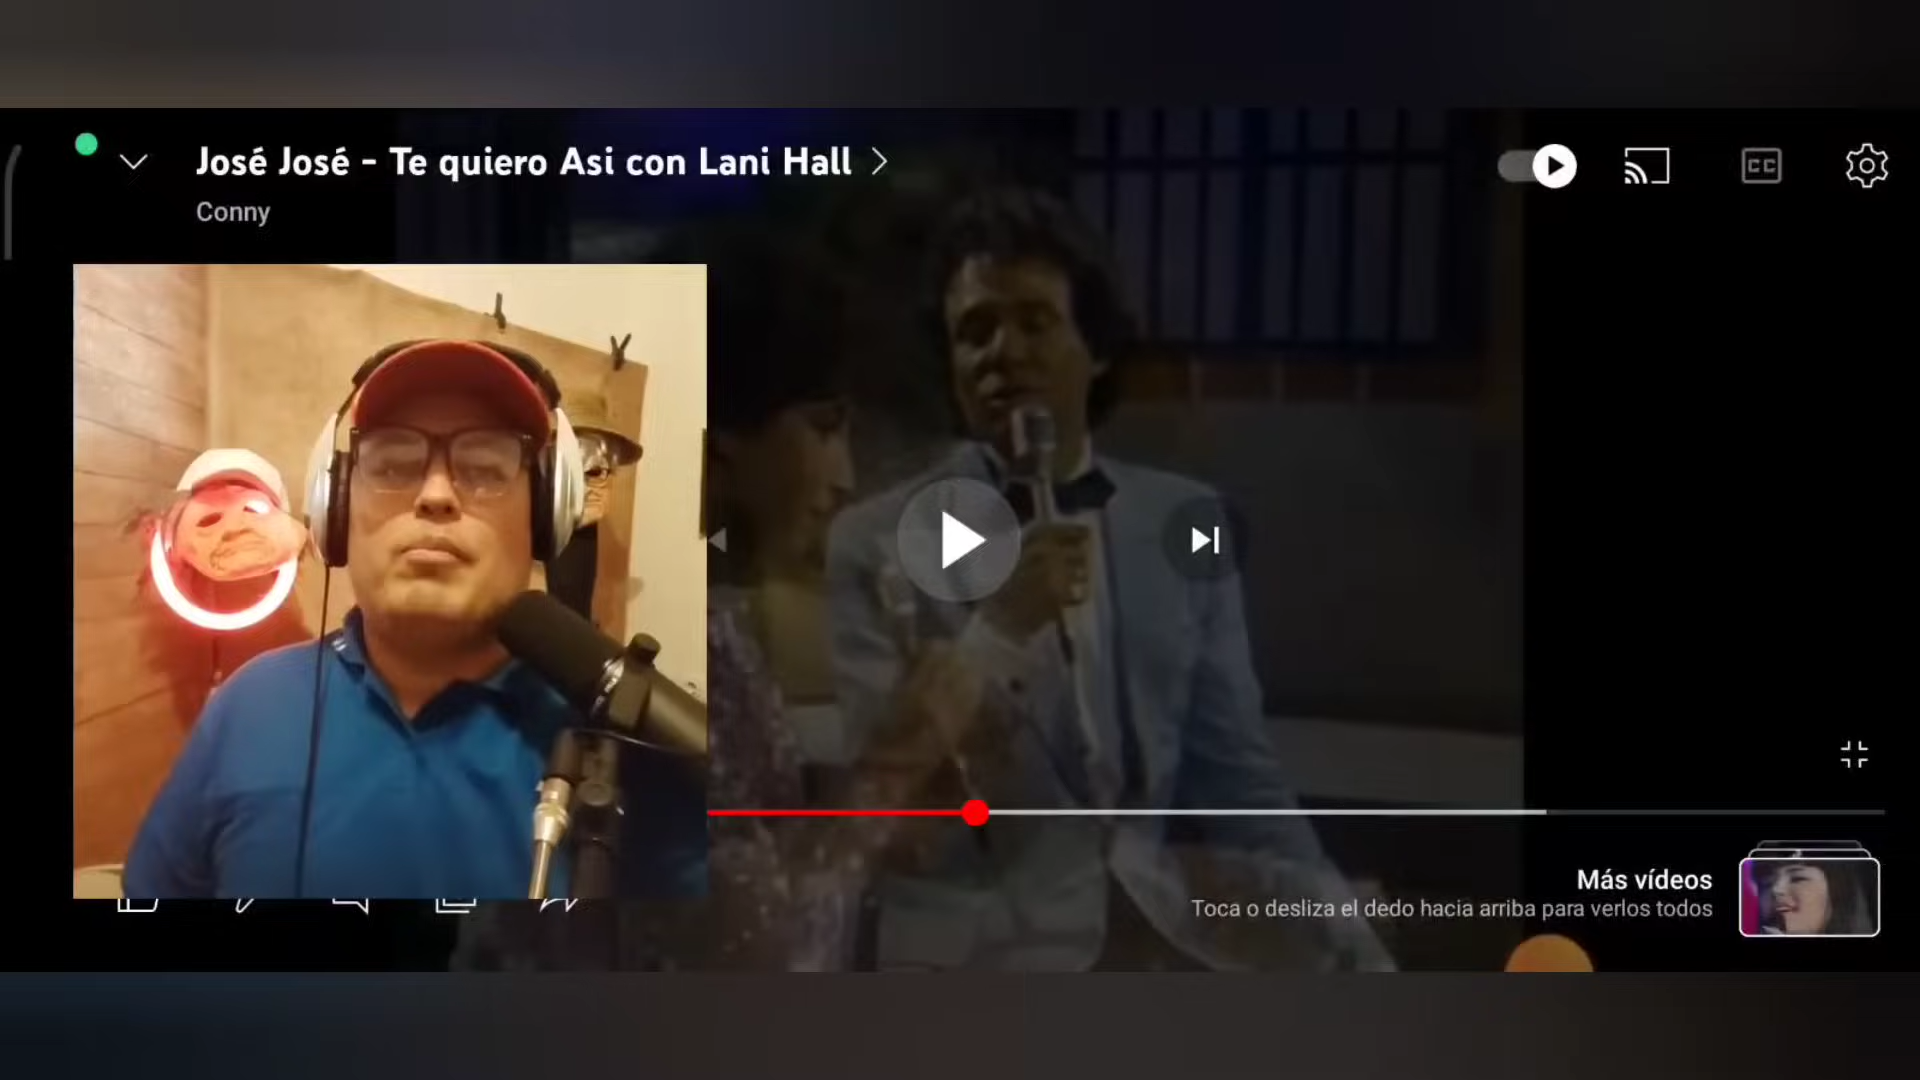 José José - Te quiero Asi con Lani Hall
Conny
CC
Más vídeos
Toca o desliza el dedo hacia arriba para verlos todos